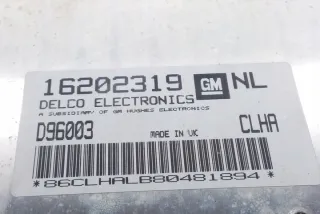 16202319 GM NL
DELCO ELECTRONICS
A SUBSIDIARY OF GM HUGHES ELECTRONICS
D96003 MADE IN UK CLHA
*86CLHALB80481894*